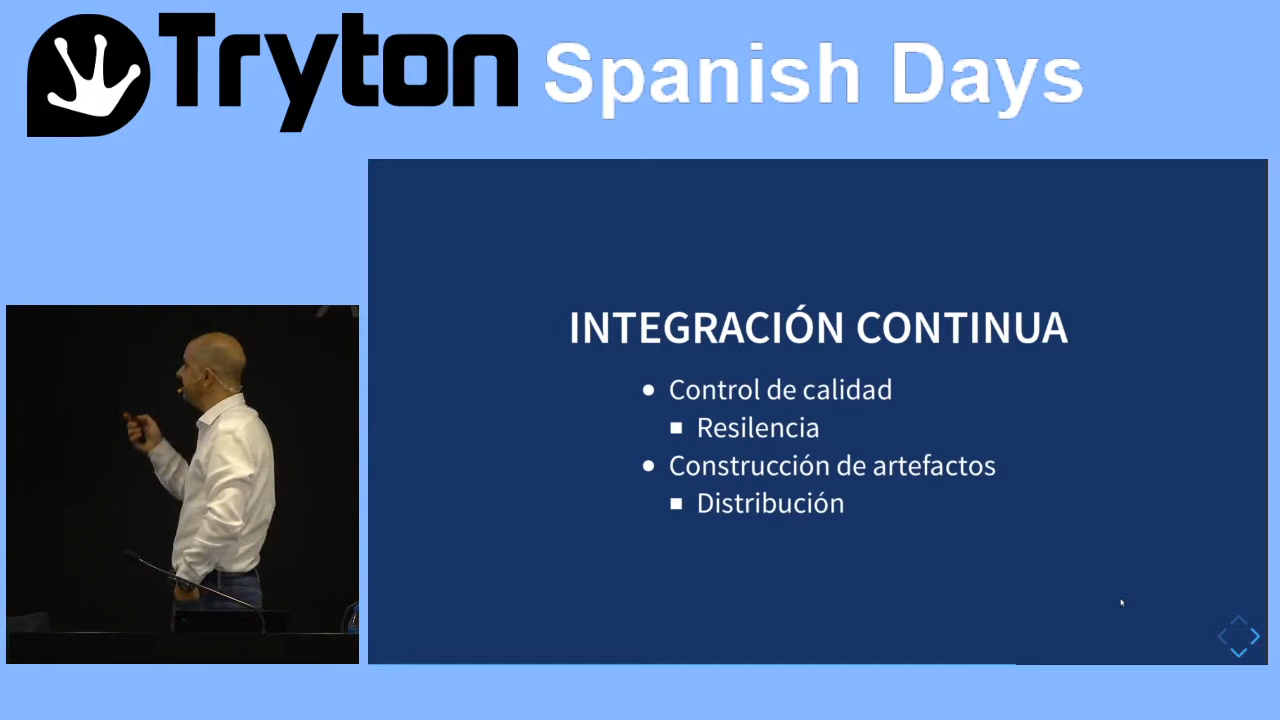 Tryton Spanish Days
INTEGRACIÓN CONTINUA
Control de calidad
Resilencia
Construcción de artefactos
Distribución